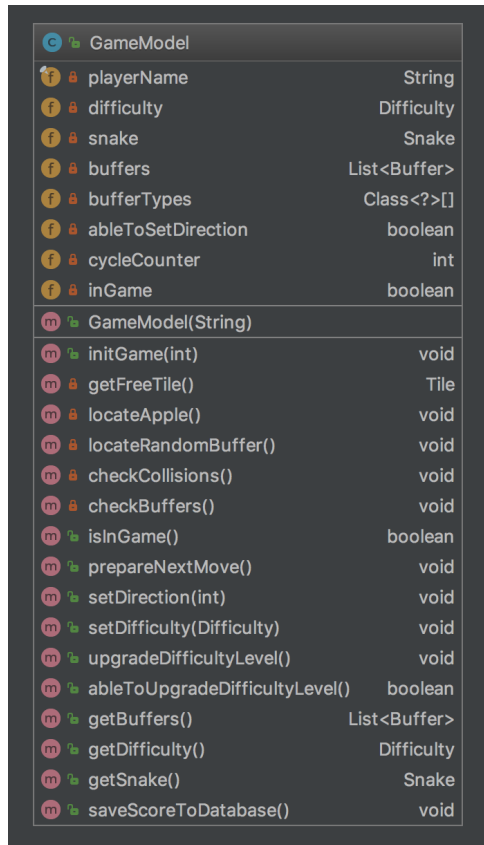 C GameModel
f playerName String
f difficulty Difficulty
f snake Snake
f buffers List<Buffer>
f bufferTypes Class<?>[]
f ableToSetDirection boolean
f cycleCounter int
f inGame boolean
m GameModel(String)
m initGame(int) void
m getFreeTile() Tile
m locateApple() void
m locateRandomBuffer() void
m checkCollisions() void
m checkBuffers() void
m isInGame() boolean
m prepareNextMove() void
m setDirection(int) void
m setDifficulty(Difficulty) void
m upgradeDifficultyLevel() void
m ableToUpgradeDifficultyLevel() boolean
m getBuffers() List<Buffer>
m getDifficulty() Difficulty
m getSnake() Snake
m saveScoreToDatabase() void